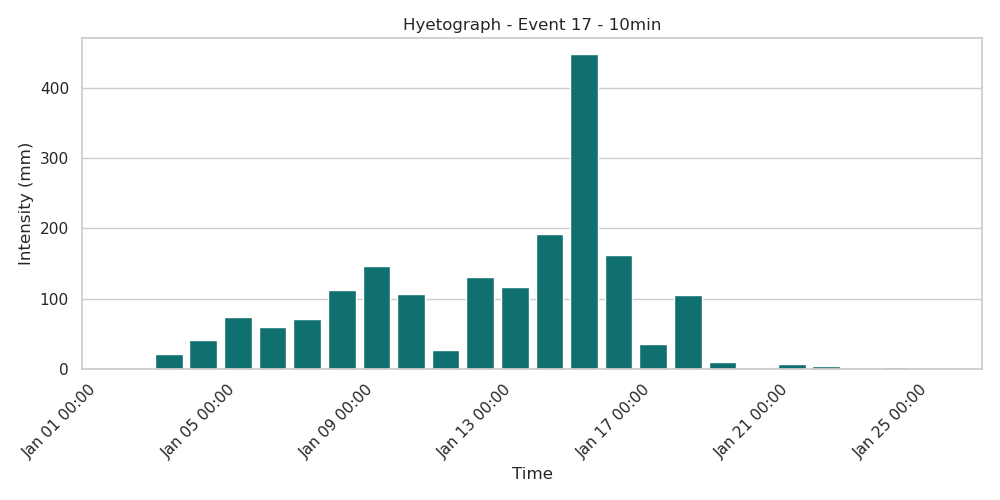 Hyetograph - Event 17 - 10min
Intensity (mm)
400
300
200
100
0
Jan 01 00:00
Jan 05 00:00
Jan 09 00:00
Jan 13 00:00
Jan 17 00:00
Jan 21 00:00
Jan 25 00:00
Time